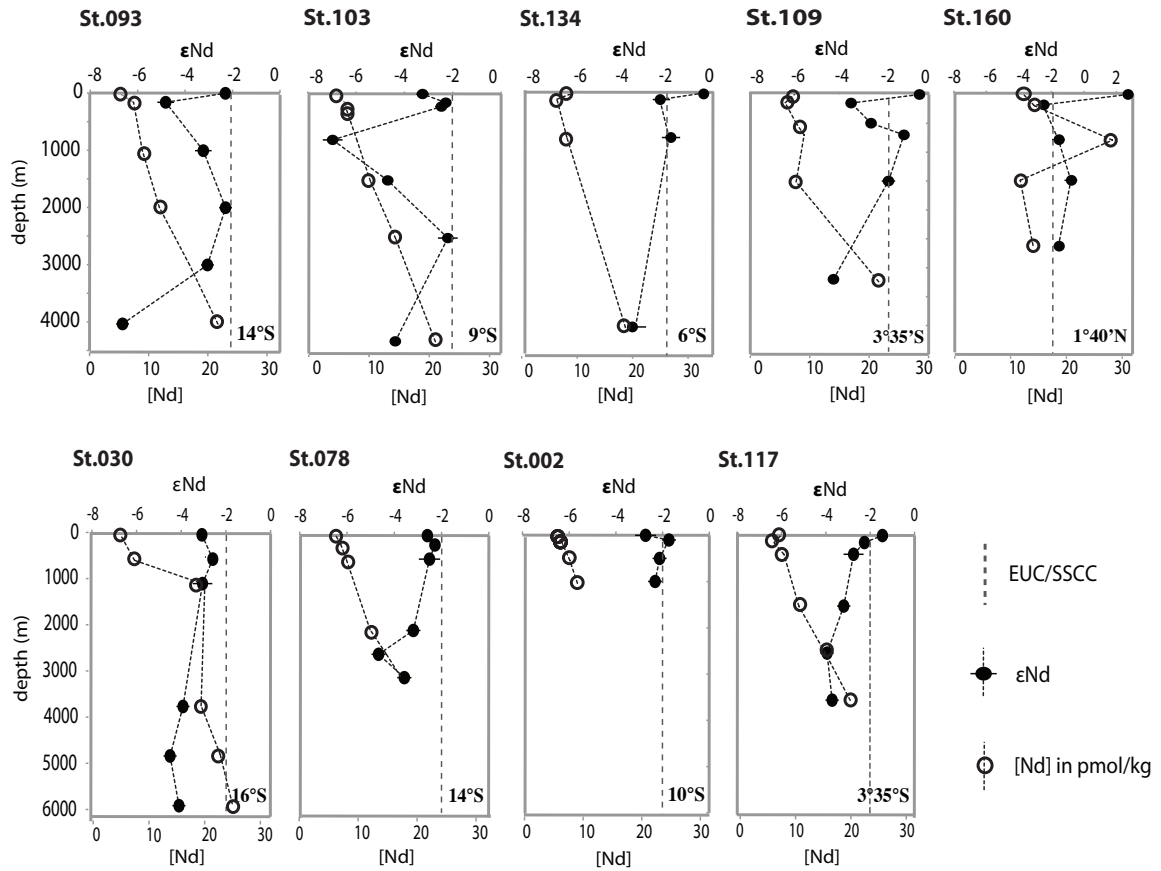 St.093 St.103 St.134 St.109 St.160
εNd εNd εNd εNd εNd
-8 -6 -4 -2 0 -8 -6 -4 -2 0 -8 -6 -4 -2 0 -8 -6 -4 -2 0 -8 -6 -4 -2 0 2
0
1000
2000
3000
4000
depth (m)
14°S 9°S 6°S 3°35'S 1°40'N
0 10 20 30 0 10 20 30 0 10 20 30 0 10 20 30 0 10 20 30
[Nd] [Nd] [Nd] [Nd] [Nd]
St.030 St.078 St.002 St.117
εNd εNd εNd εNd
-8 -6 -4 -2 0 -8 -6 -4 -2 0 -8 -6 -4 -2 0 -8 -6 -4 -2 0
0
1000
2000
3000
4000
5000
6000
depth (m)
16°S 14°S 10°S 3°35°S
0 10 20 30 0 10 20 30 0 10 20 30 0 10 20 30
[Nd] [Nd] [Nd] [Nd]
EUC/SSCC
εNd
[Nd] in pmol/kg